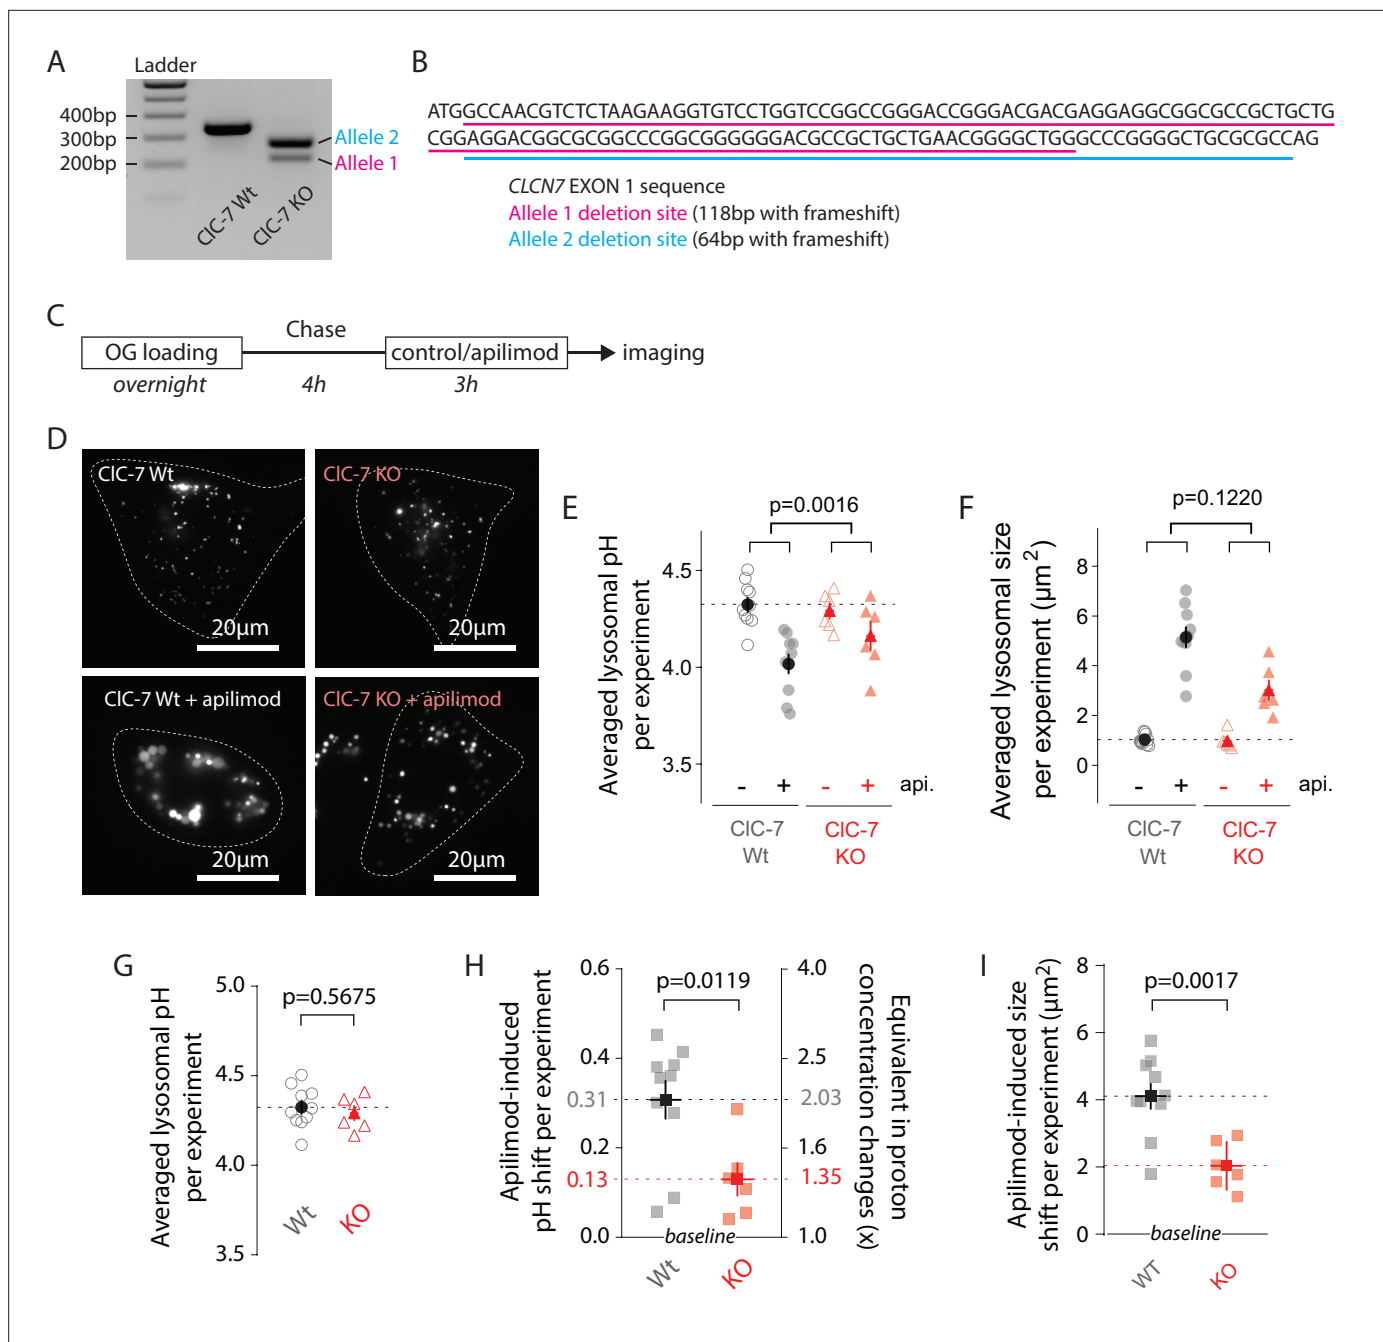 A
Ladder
400bp
300bp
200bp
Allele 2
Allele 1
ClC-7 Wt
ClC-7 KO
B
ATGGCCAACGTCTCTAAGAAGGTGTCCTGGTCCGGCCGGGACCGGGACGACGAGGAGGCGGCGCCGCTGCTG
CGGAGGACGGCGCGGCCCGGCGGGGGGACGCCGCTGCTGAACGGGGCTGGGCCCGGGGCTGCGCGCCAG
CLCN7 EXON 1 sequence
Allele 1 deletion site (118bp with frameshift)
Allele 2 deletion site (64bp with frameshift)
C
OG loading
Chase
control/apilimod
imaging
overnight
4h
3h
D
ClC-7 Wt
20µm
ClC-7 KO
20µm
ClC-7 Wt + apilimod
20µm
ClC-7 KO + apilimod
20µm
E
Averaged lysosomal pH
per experiment
p=0.0016
4.5
4.0
3.5
- + - + api.
ClC-7
Wt
ClC-7
KO
F
Averaged lysosomal size
per experiment (µm²)
p=0.1220
8
6
4
2
0
- + - + api.
ClC-7
Wt
ClC-7
KO
G
Averaged lysosomal pH
per experiment
p=0.5675
5.0
4.5
4.0
3.5
Wt
KO
H
Apilimod-induced
pH shift per experiment
p=0.0119
0.6
0.4
0.31
0.2
0.13
0.0
baseline
4.0
2.5
2.03
1.6
1.35
1.0
Equivalent in proton
concentration changes (x)
Wt
KO
I
Apilimod-induced size
shift per experiment (µm²)
p=0.0017
8
6
4
2
0
baseline
WT
KO